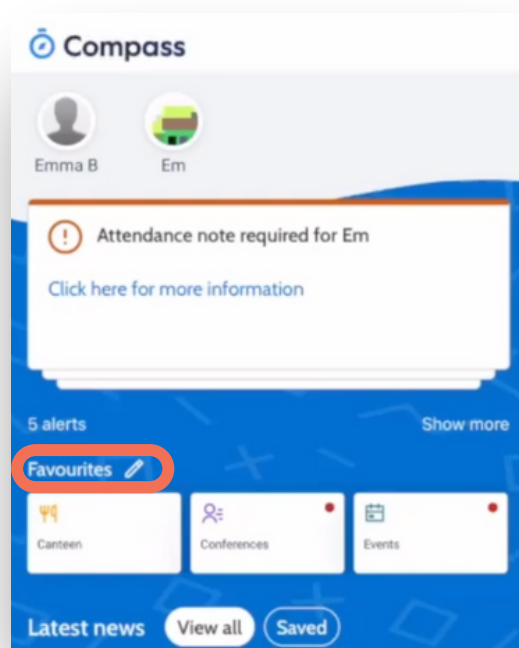 Compass
Emma B Em
Attendance note required for Em
Click here for more information
5 alerts Show more
Favourites
Canteen Conferences Events
Latest news View all Saved